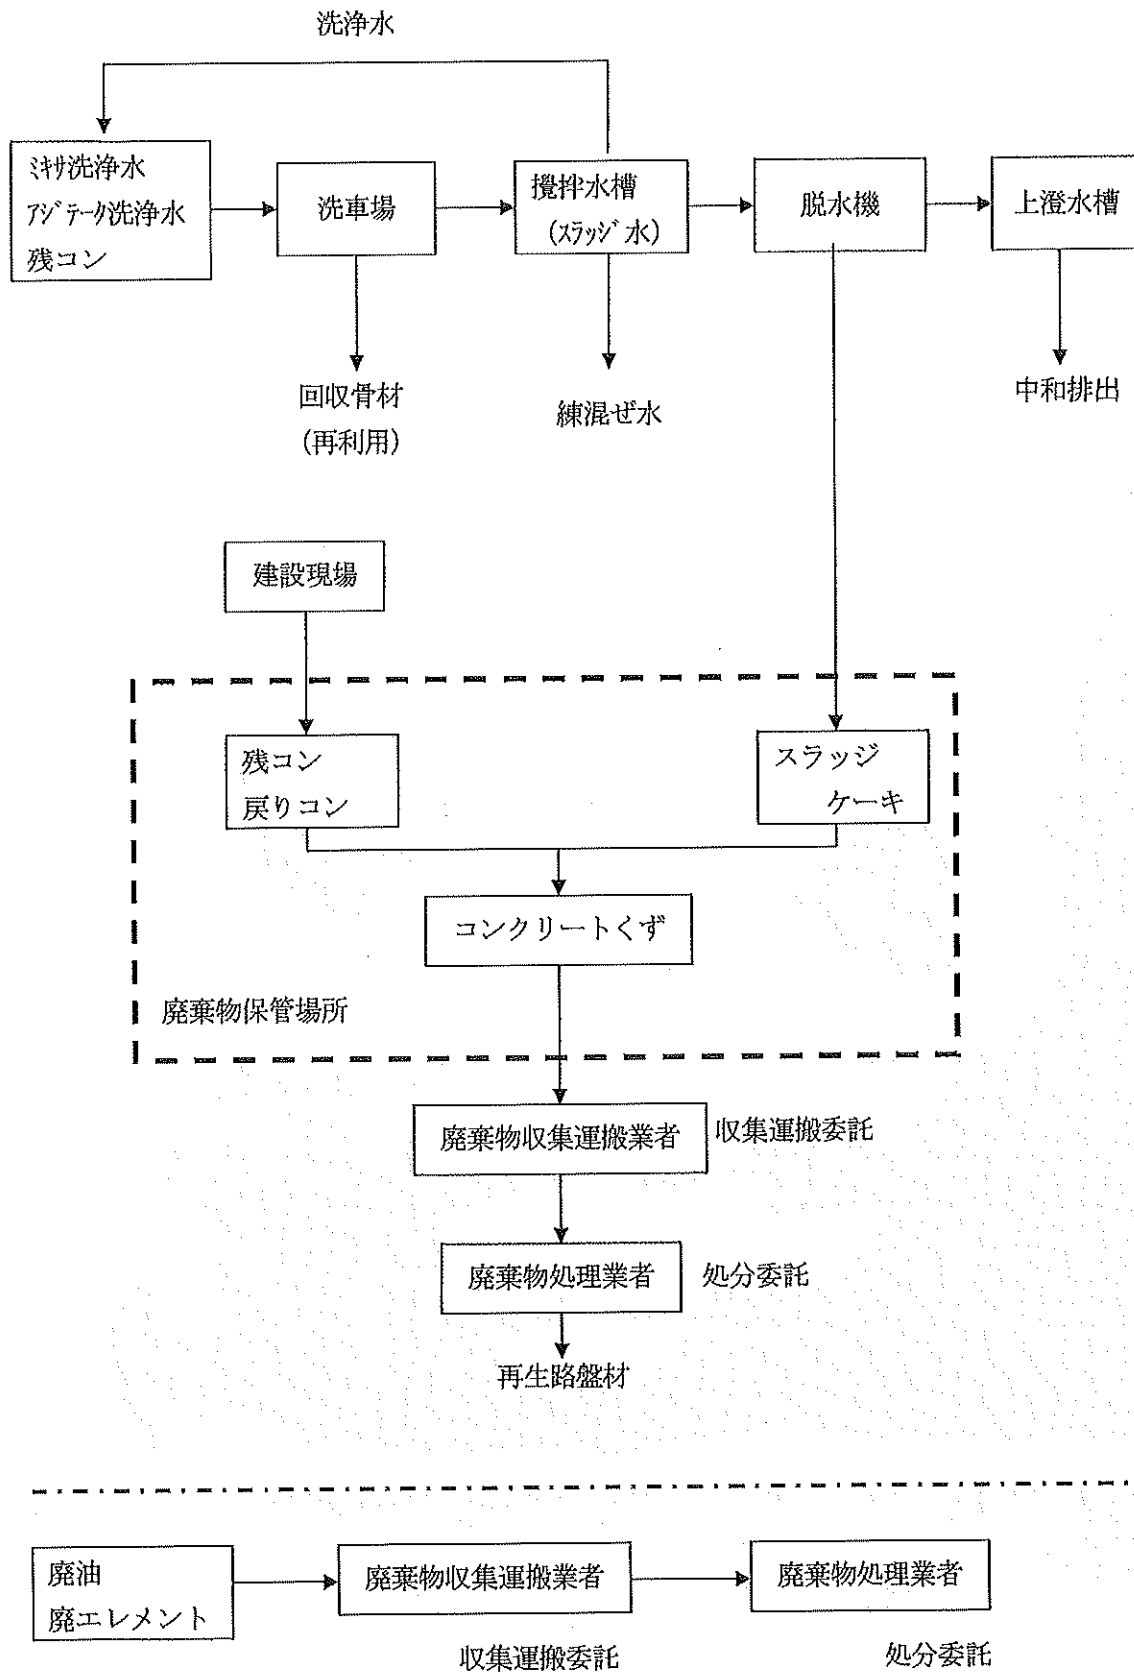 洗浄水
ﾐｷｻ洗浄水
ｱｼﾞﾃｰﾀ洗浄水
残コン
洗車場
攪拌水槽
(ｽﾗｯｼﾞ水)
脱水機
上澄水槽
回収骨材
(再利用)
練混ぜ水
中和排出
建設現場
残コン
戻りコン
スラッジ
ケーキ
コンクリートくず
廃棄物保管場所
廃棄物収集運搬業者 収集運搬委託
廃棄物処理業者 処分委託
再生路盤材
廃油
廃エレメント
廃棄物収集運搬業者
廃棄物処理業者
収集運搬委託
処分委託